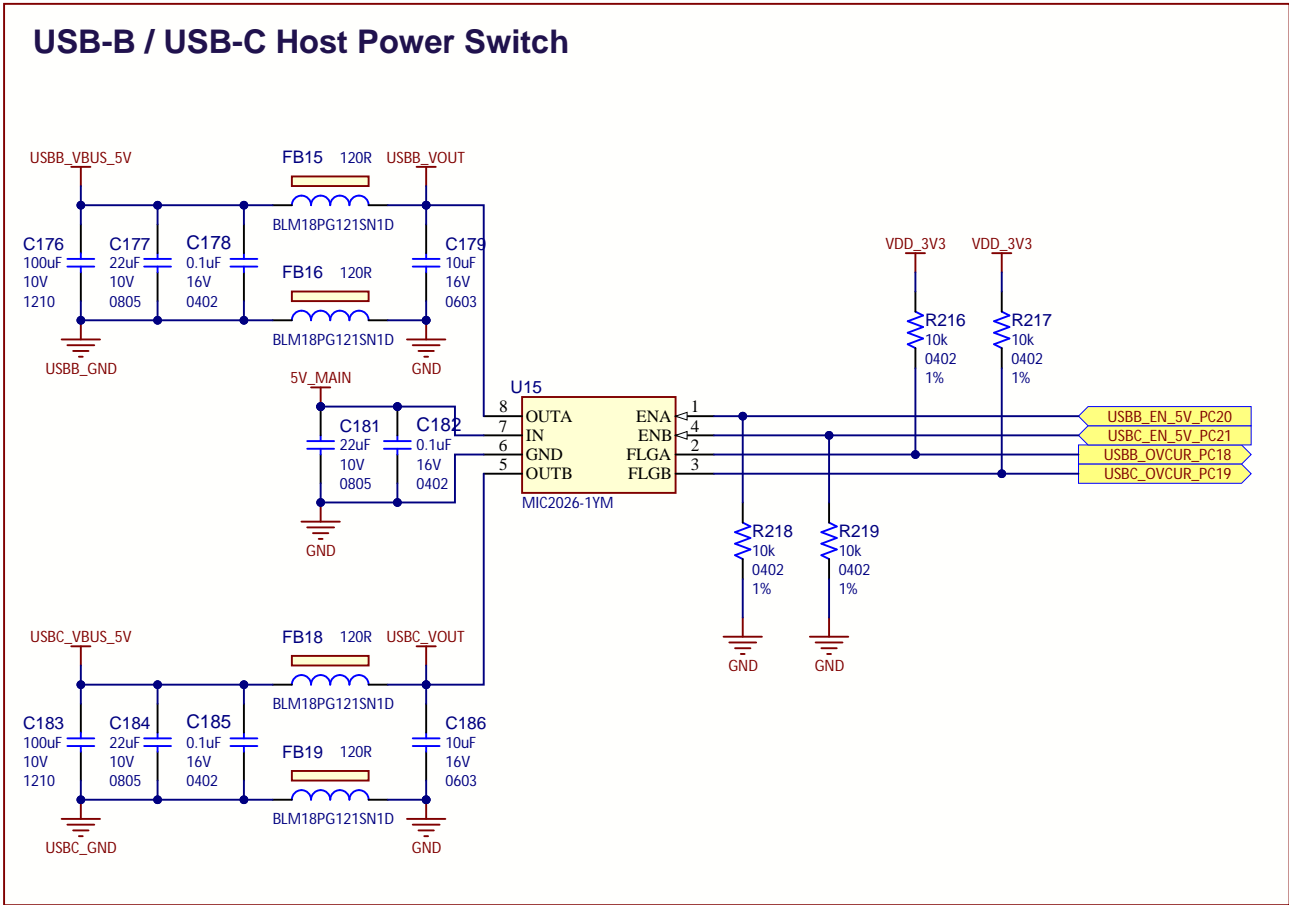 USB-B / USB-C Host Power Switch
USBB_VBUS_5V
FB15 120R
USBB_VOUT
BLM18PG121SN1D
C176
100uF
10V
1210
C177
22uF
10V
0805
C178
0.1uF
16V
0402
FB16 120R
BLM18PG121SN1D
C179
10uF
16V
0603
USBB_GND
GND
5V_MAIN
C181
22uF
10V
0805
C182
0.1uF
16V
0402
GND
U15
8 OUTA
7 IN
6 GND
5 OUTB
ENA 1
ENB 4
FLGA 2
FLGB 3
MIC2026-1YM
VDD_3V3
VDD_3V3
R216
10k
0402
1%
R217
10k
0402
1%
USBB_EN_5V_PC20
USBC_EN_5V_PC21
USBB_OVCUR_PC18
USBC_OVCUR_PC19
R218
10k
0402
1%
R219
10k
0402
1%
GND
GND
USBC_VBUS_5V
FB18 120R
USBC_VOUT
BLM18PG121SN1D
C183
100uF
10V
1210
C184
22uF
10V
0805
C185
0.1uF
16V
0402
FB19 120R
BLM18PG121SN1D
C186
10uF
16V
0603
USBC_GND
GND